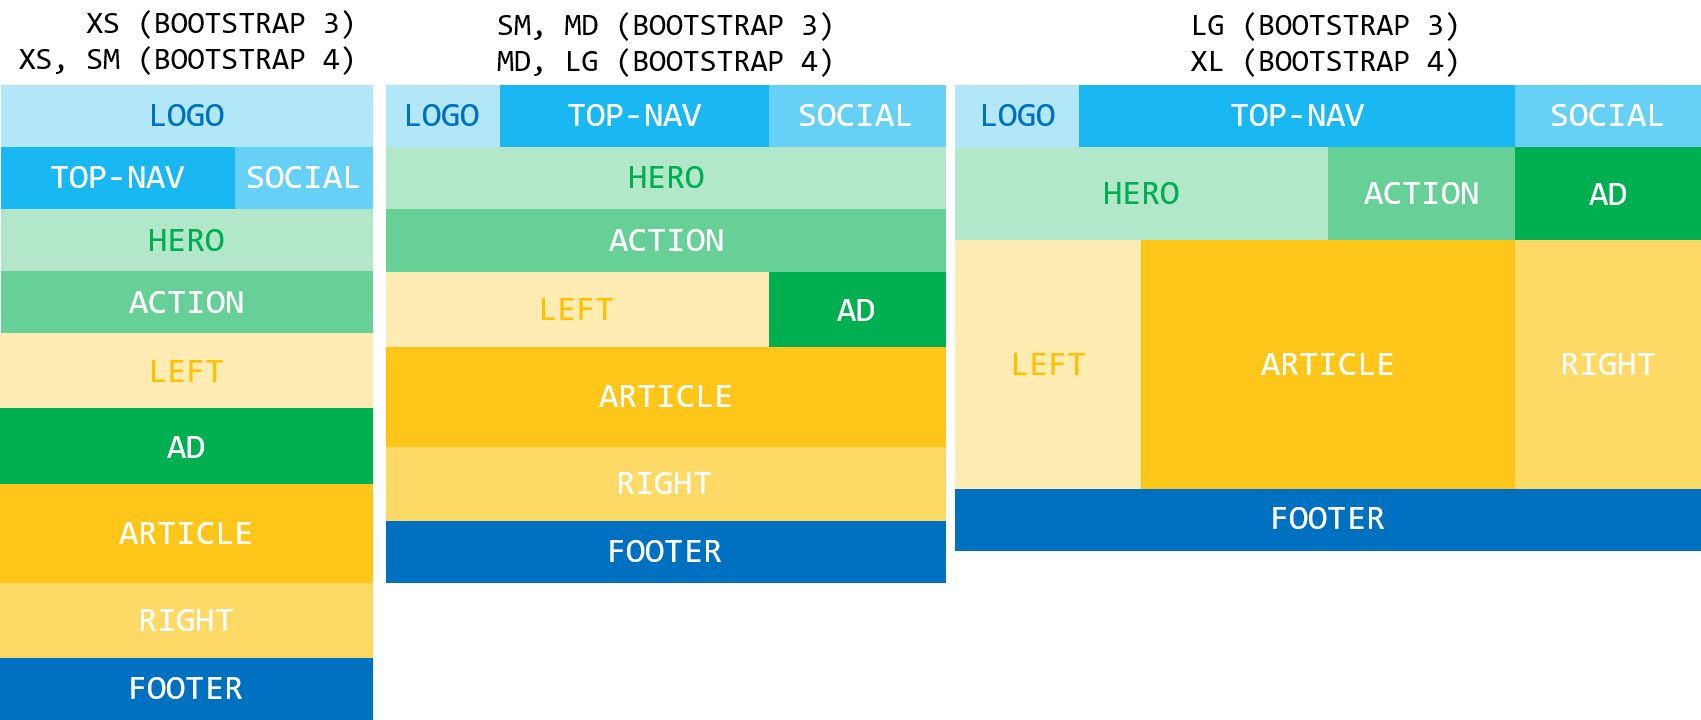 XS (BOOTSTRAP 3)
XS, SM (BOOTSTRAP 4)
LOGO
TOP-NAV SOCIAL
HERO
ACTION
LEFT
AD
ARTICLE
RIGHT
FOOTER
SM, MD (BOOTSTRAP 3)
MD, LG (BOOTSTRAP 4)
LOGO TOP-NAV SOCIAL
HERO
ACTION
LEFT AD
ARTICLE
RIGHT
FOOTER
LG (BOOTSTRAP 3)
XL (BOOTSTRAP 4)
LOGO TOP-NAV SOCIAL
HERO ACTION AD
LEFT ARTICLE RIGHT
FOOTER